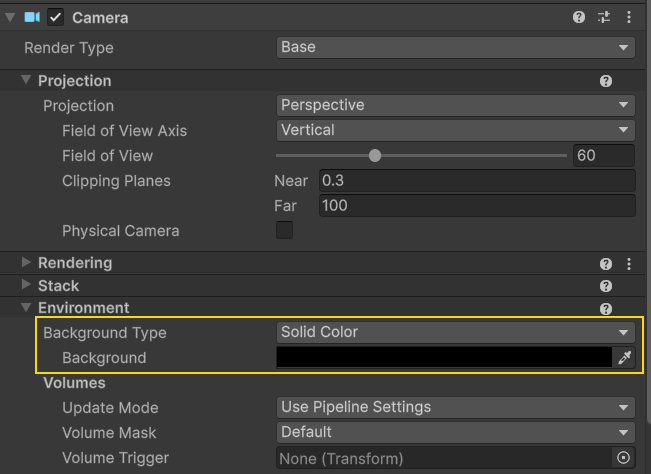 Camera
Render Type Base
Projection
Projection Perspective
Field of View Axis Vertical
Field of View 60
Clipping Planes Near 0.3
Far 100
Physical Camera
Rendering
Stack
Environment
Background Type Solid Color
Background
Volumes
Update Mode Use Pipeline Settings
Volume Mask Default
Volume Trigger None (Transform)